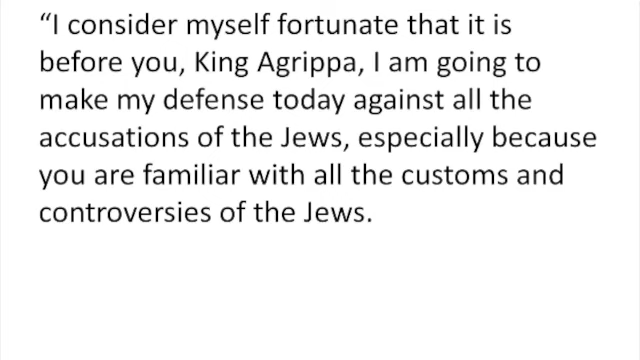 “I consider myself fortunate that it is
before you, King Agrippa, I am going to
make my defense today against all the
accusations of the Jews, especially because
you are familiar with all the customs and
controversies of the Jews.